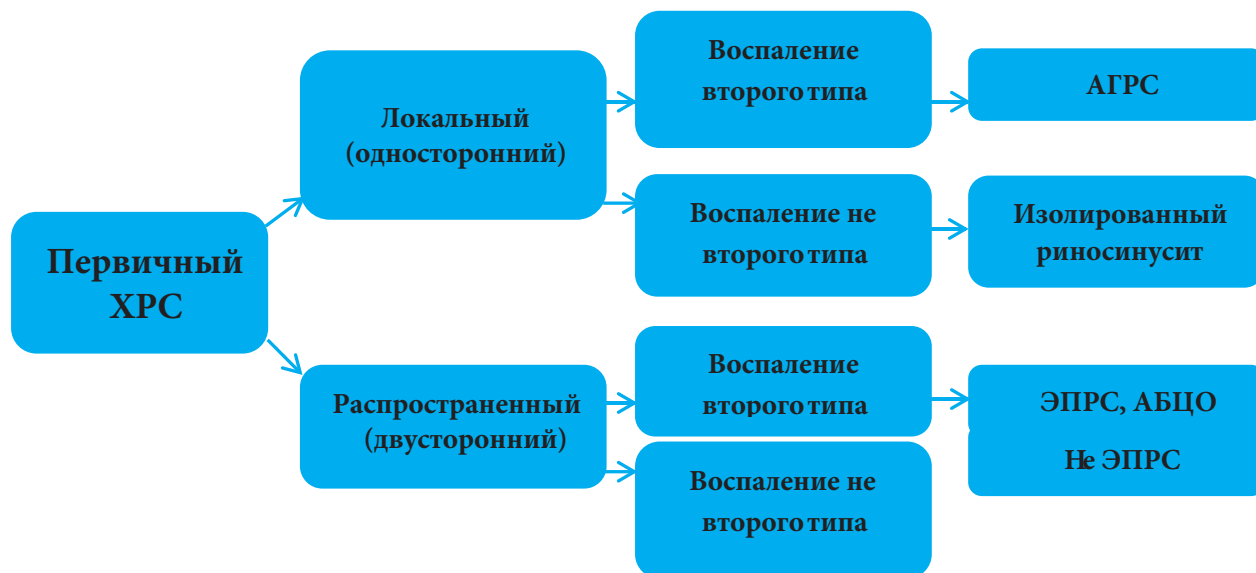 Первичный
ХРС
Локальный
(односторонний)
Воспаление
второго типа
АГРС
Воспаление не
второго типа
Изолированный
риносинусит
Распространенный
(двусторонний)
Воспаление
второго типа
ЭПРС, АБЦО
Не ЭПРС
Воспаление не
второго типа